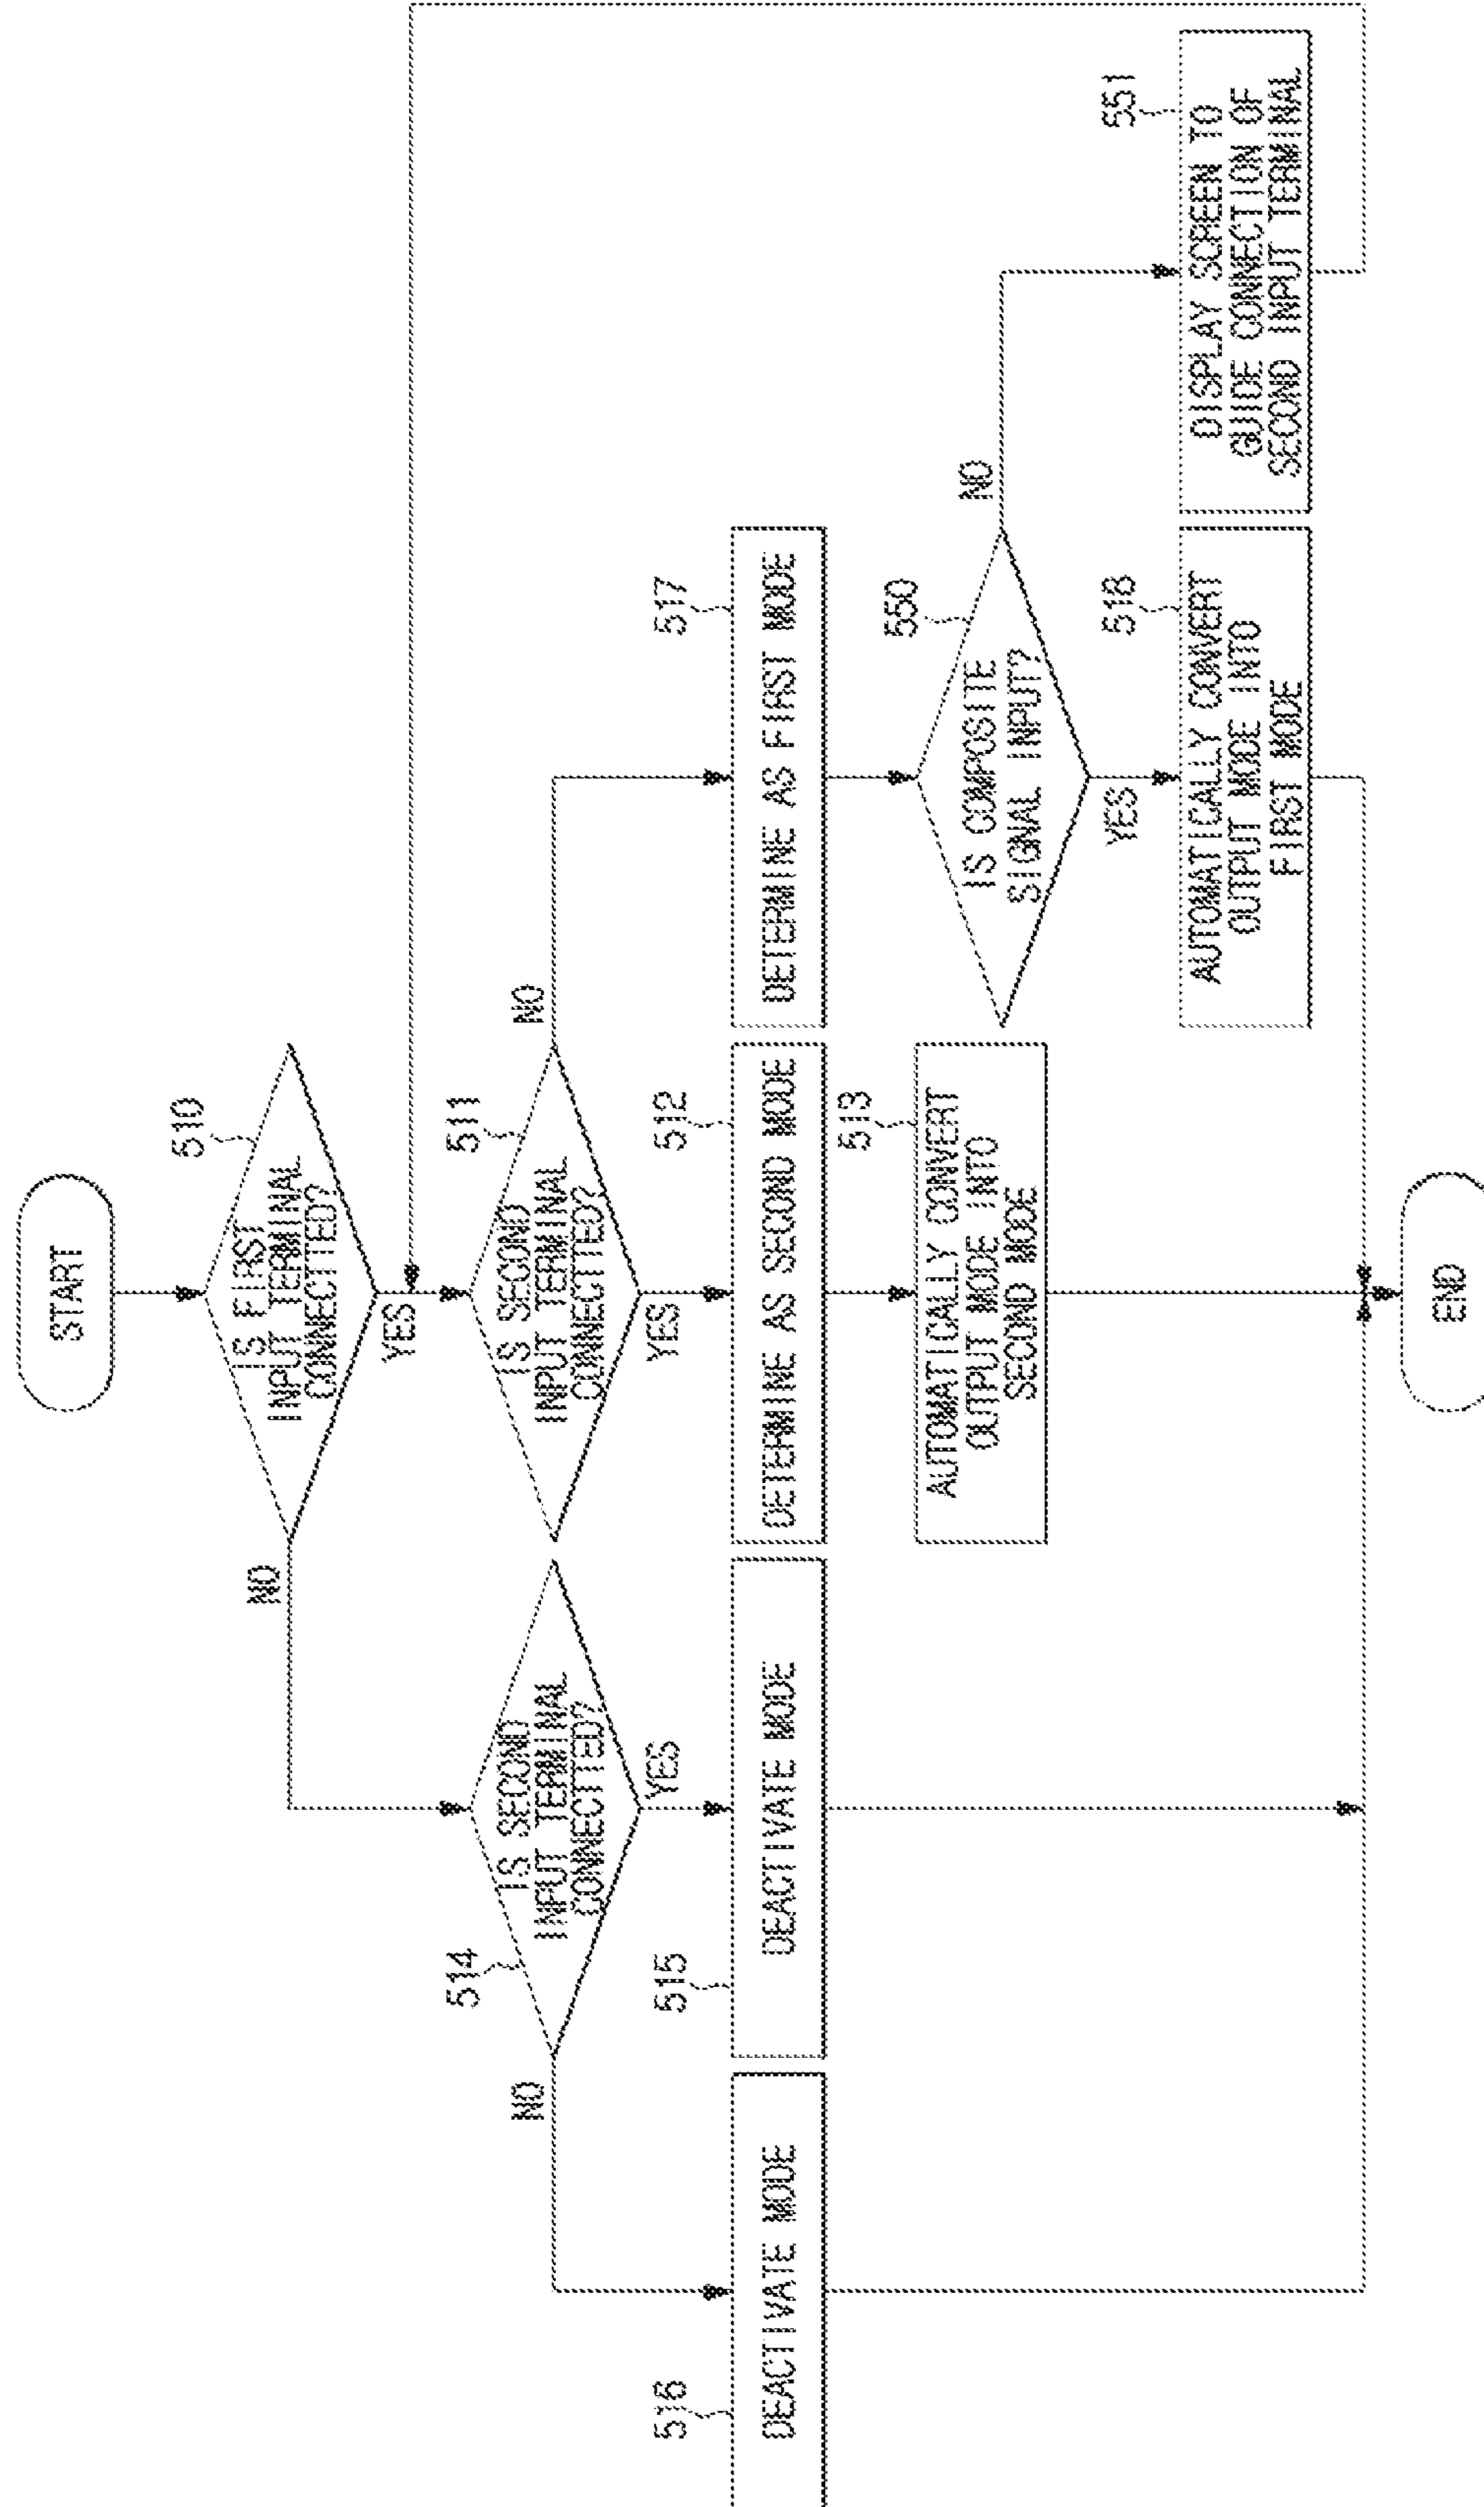 START
510
IS FIRST
INPUT TERMINAL
CONNECTED?
NO
YES
514
IS SECOND
INPUT TERMINAL
CONNECTED?
NO
YES
511
IS SECOND
INPUT TERMINAL
CONNECTED?
NO
YES
516
DEACTIVATE MODE
515
DEACTIVATE MODE
512
DETERMINE AS SECOND MODE
517
DETERMINE AS FIRST MODE
513
AUTOMATICALLY CONVERT
OUTPUT MODE INTO
SECOND MODE
550
IS COMPOSITE
SIGNAL INPUT?
NO
YES
518
AUTOMATICALLY CONVERT
OUTPUT MODE INTO
FIRST MODE
551
DISPLAY SCREEN TO
GUIDE CONNECTION OF
SECOND INPUT TERMINAL
END